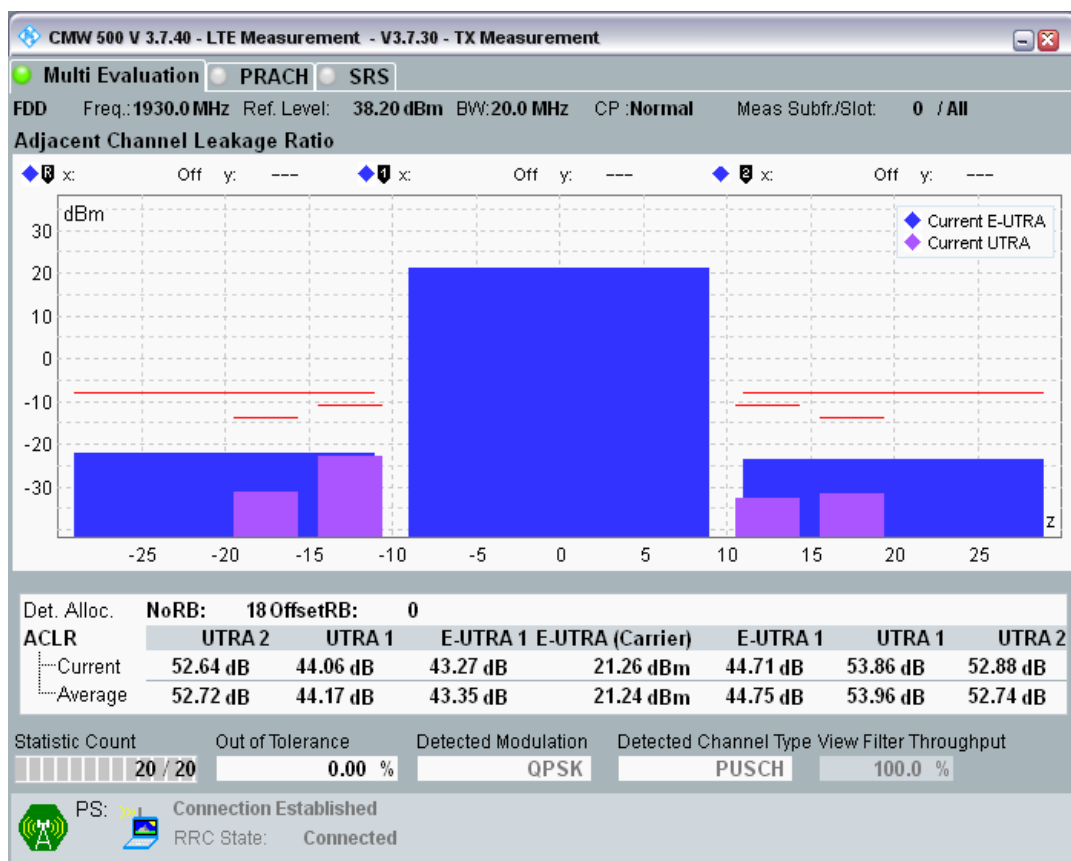 CMW 500 V 3.7.40 - LTE Measurement - V3.7.30 - TX Measurement
Multi Evaluation PRACH SRS
FDD Freq.: 1930.0 MHz Ref. Level: 38.20 dBm BW: 20.0 MHz CP : Normal Meas Subfr./Slot: 0 / All
Adjacent Channel Leakage Ratio
R x: Off y: --- 1 x: Off y: --- 2 x: Off y: ---
dBm
Current E-UTRA
Current UTRA
30
20
10
0
-10
-20
-30
z
-25 -20 -15 -10 -5 0 5 10 15 20 25
Det. Alloc. NoRB: 18 OffsetRB: 0
ACLR UTRA 2 UTRA 1 E-UTRA 1 E-UTRA (Carrier) E-UTRA 1 UTRA 1 UTRA 2
Current 52.64 dB 44.06 dB 43.27 dB 21.26 dBm 44.71 dB 53.86 dB 52.88 dB
Average 52.72 dB 44.17 dB 43.35 dB 21.24 dBm 44.75 dB 53.96 dB 52.74 dB
Statistic Count Out of Tolerance Detected Modulation Detected Channel Type View Filter Throughput
20 / 20 0.00 % QPSK PUSCH 100.0 %
PS: Connection Established
RRC State: Connected